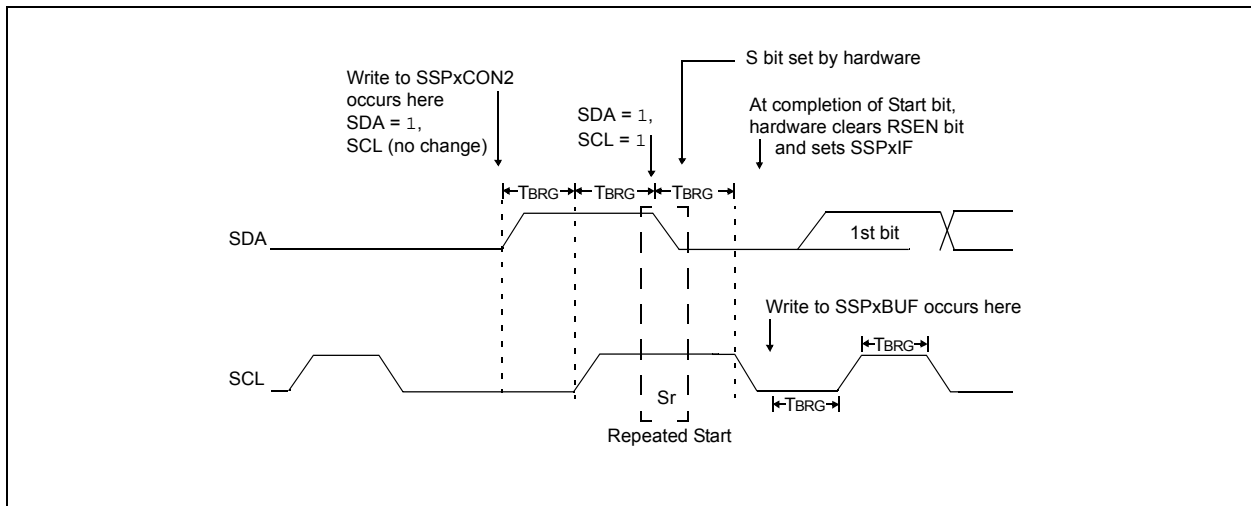 S bit set by hardware
Write to SSPxCON2
occurs here
SDA = 1,
SCL (no change)
SDA = 1,
SCL = 1
At completion of Start bit,
hardware clears RSEN bit
and sets SSPxIF
TBRG
TBRG
TBRG
SDA
1st bit
Write to SSPxBUF occurs here
TBRG
SCL
Sr
TBRG
Repeated Start